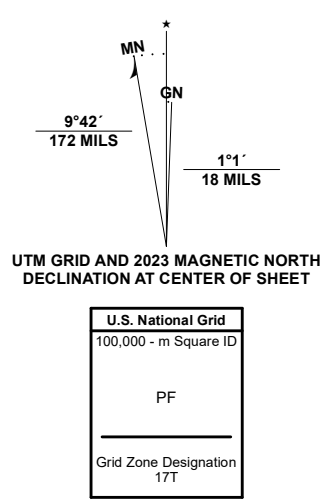 MN
GN
9°42´
172 MILS
1°1´
18 MILS
UTM GRID AND 2023 MAGNETIC NORTH
DECLINATION AT CENTER OF SHEET
U.S. National Grid
100,000 - m Square ID
PF
Grid Zone Designation
17T